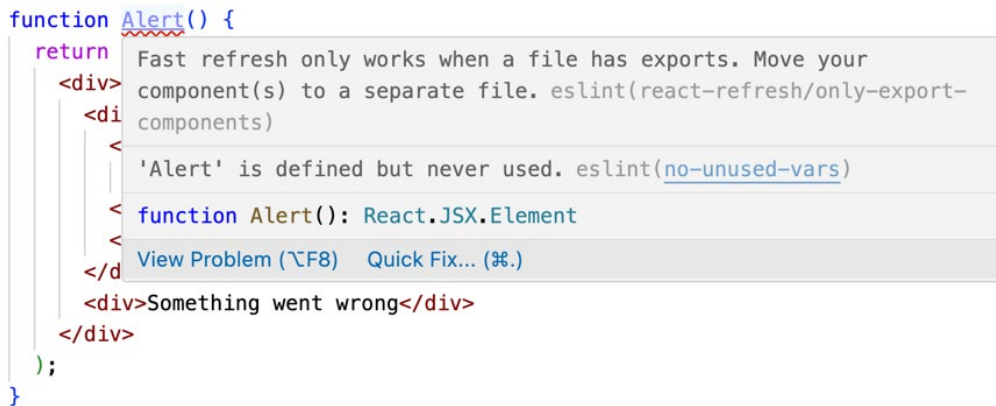 function Alert() {
return
<div>
<di
<
<
<
</d
<div>Something went wrong</div>
</div>
);
}
Fast refresh only works when a file has exports. Move your
component(s) to a separate file. eslint(react-refresh/only-export-
components)
'Alert' is defined but never used. eslint(no-unused-vars)
function Alert(): React.JSX.Element
View Problem (⌥F8) Quick Fix... (⌘.)